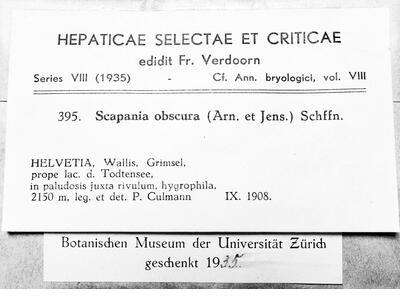 HEPATICAE SELECTAE ET CRITICAE
edidit Fr. Verdoorn
Series VIII (1935) - Cf. Ann. bryologici, vol. VIII
395. Scapania obscura (Arn. et Jens.) Schffn.
HELVETIA, Wallis, Grimsel,
prope lac. d. Todtensee,
in paludosis juxta rivulum, hygrophila.
2150 m, leg. et det. P. Culmann IX. 1908.
Botanischen Museum der Universität Zürich
geschenkt 1935.